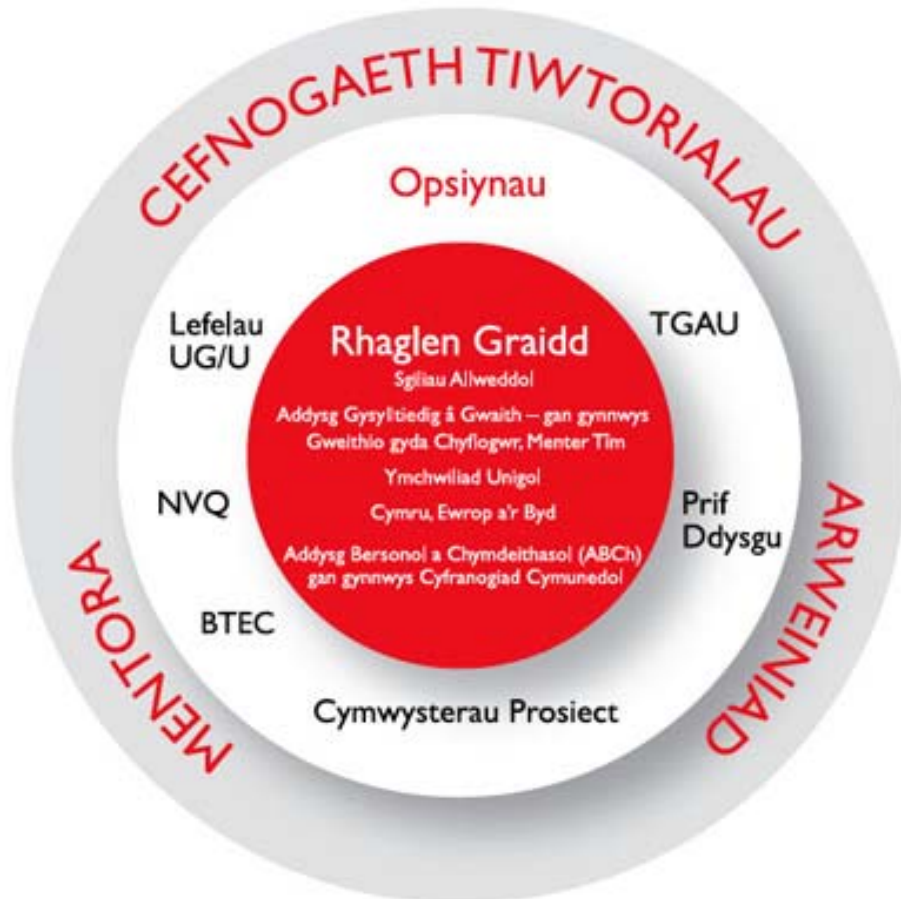 CEFNOGAETH TIWTORIALAU
Opsiynau
Lefelau
UG/U
TGAU
Rhaglen Graidd
Sgiliau Allweddol
Addysg Gysylltiedig â Gwaith – gan gynnwys
Gweithio gyda Chyflogwr, Menter Tîm
Ymchwiliad Unigol
Cymru, Ewrop a'r Byd
Addysg Bersonol a Chymdeithasol (ABCh)
gan gynnwys Cyfranogiad Cymunedol
NVQ
Prif
Ddysgu
BTEC
Cymwysterau Prosiect
MENTORA
ARWEINIAD